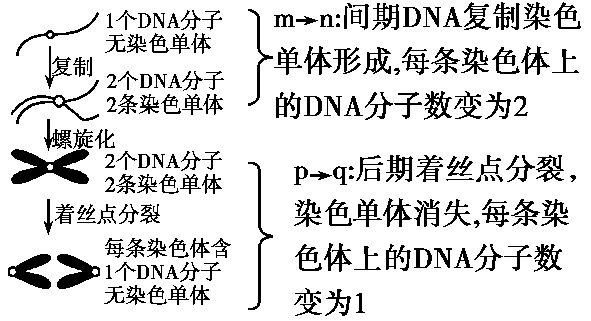 1个DNA分子
无染色单体
复制
2个DNA分子
2条染色单体
螺旋化
2个DNA分子
2条染色单体
着丝点分裂
每条染色体含
1个DNA分子
无染色单体
m→n:间期DNA复制染色
单体形成,每条染色体上
的DNA分子数变为2
p→q:后期着丝点分裂,
染色单体消失,每条染
色体上的DNA分子数
变为1